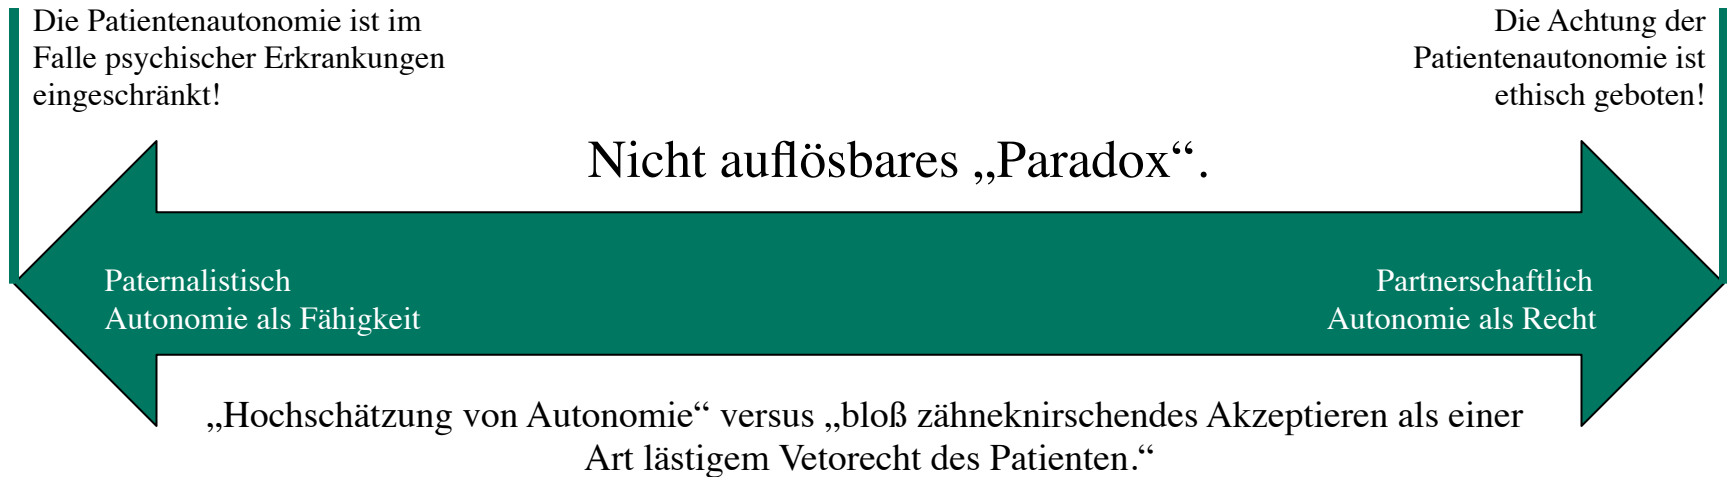 Die Patientenautonomie ist im
Falle psychischer Erkrankungen
eingeschränkt!
Die Achtung der
Patientenautonomie ist
ethisch geboten!
Nicht auflösbares „Paradox“.
Paternalistisch
Autonomie als Fähigkeit
Partnerschaftlich
Autonomie als Recht
„Hochschätzung von Autonomie“ versus „bloß zähneknirschendes Akzeptieren als einer
Art lästigem Vetorecht des Patienten.“